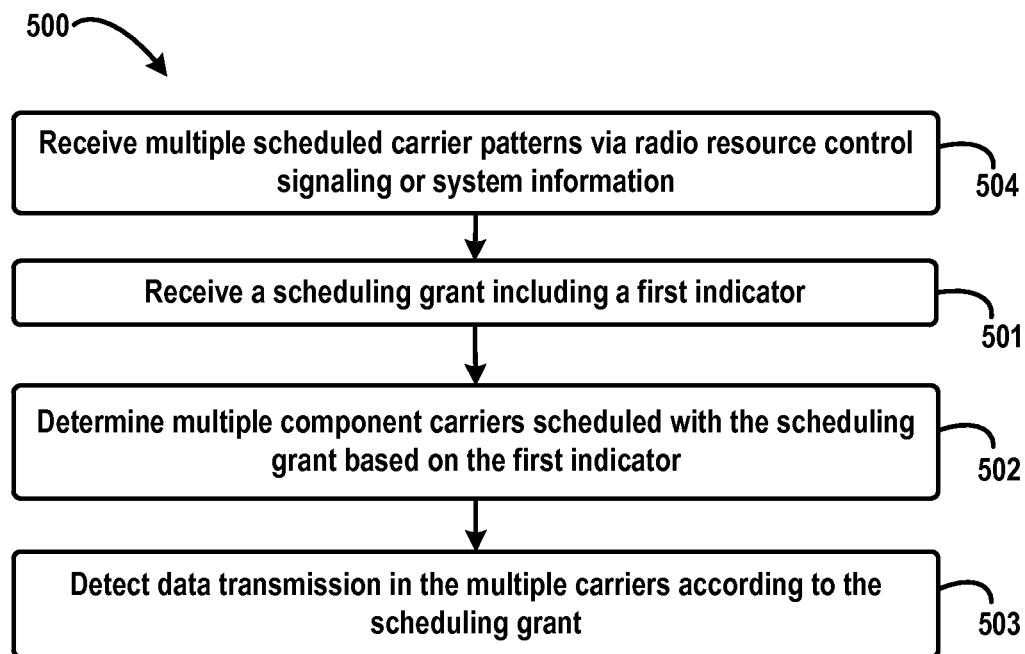 500
Receive multiple scheduled carrier patterns via radio resource control
signaling or system information
504
Receive a scheduling grant including a first indicator
501
Determine multiple component carriers scheduled with the scheduling
grant based on the first indicator
502
Detect data transmission in the multiple carriers according to the
scheduling grant
503